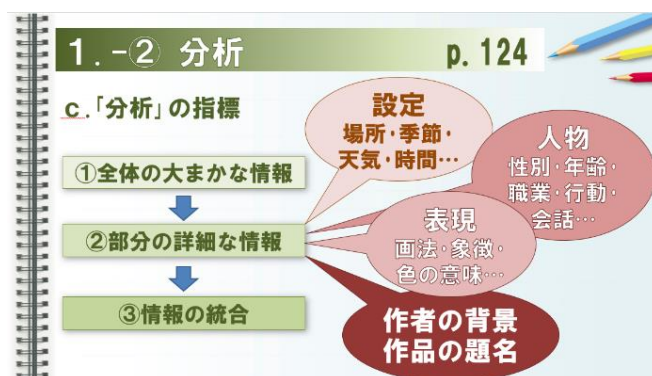 1.-② 分析 p.124
c.「分析」の指標
①全体の大まかな情報
②部分の詳細な情報
③情報の統合
設定
場所・季節・
天気・時間…
人物
性別・年齢・
職業・行動・
会話…
表現
画法・象徴・
色の意味…
作者の背景
作品の題名